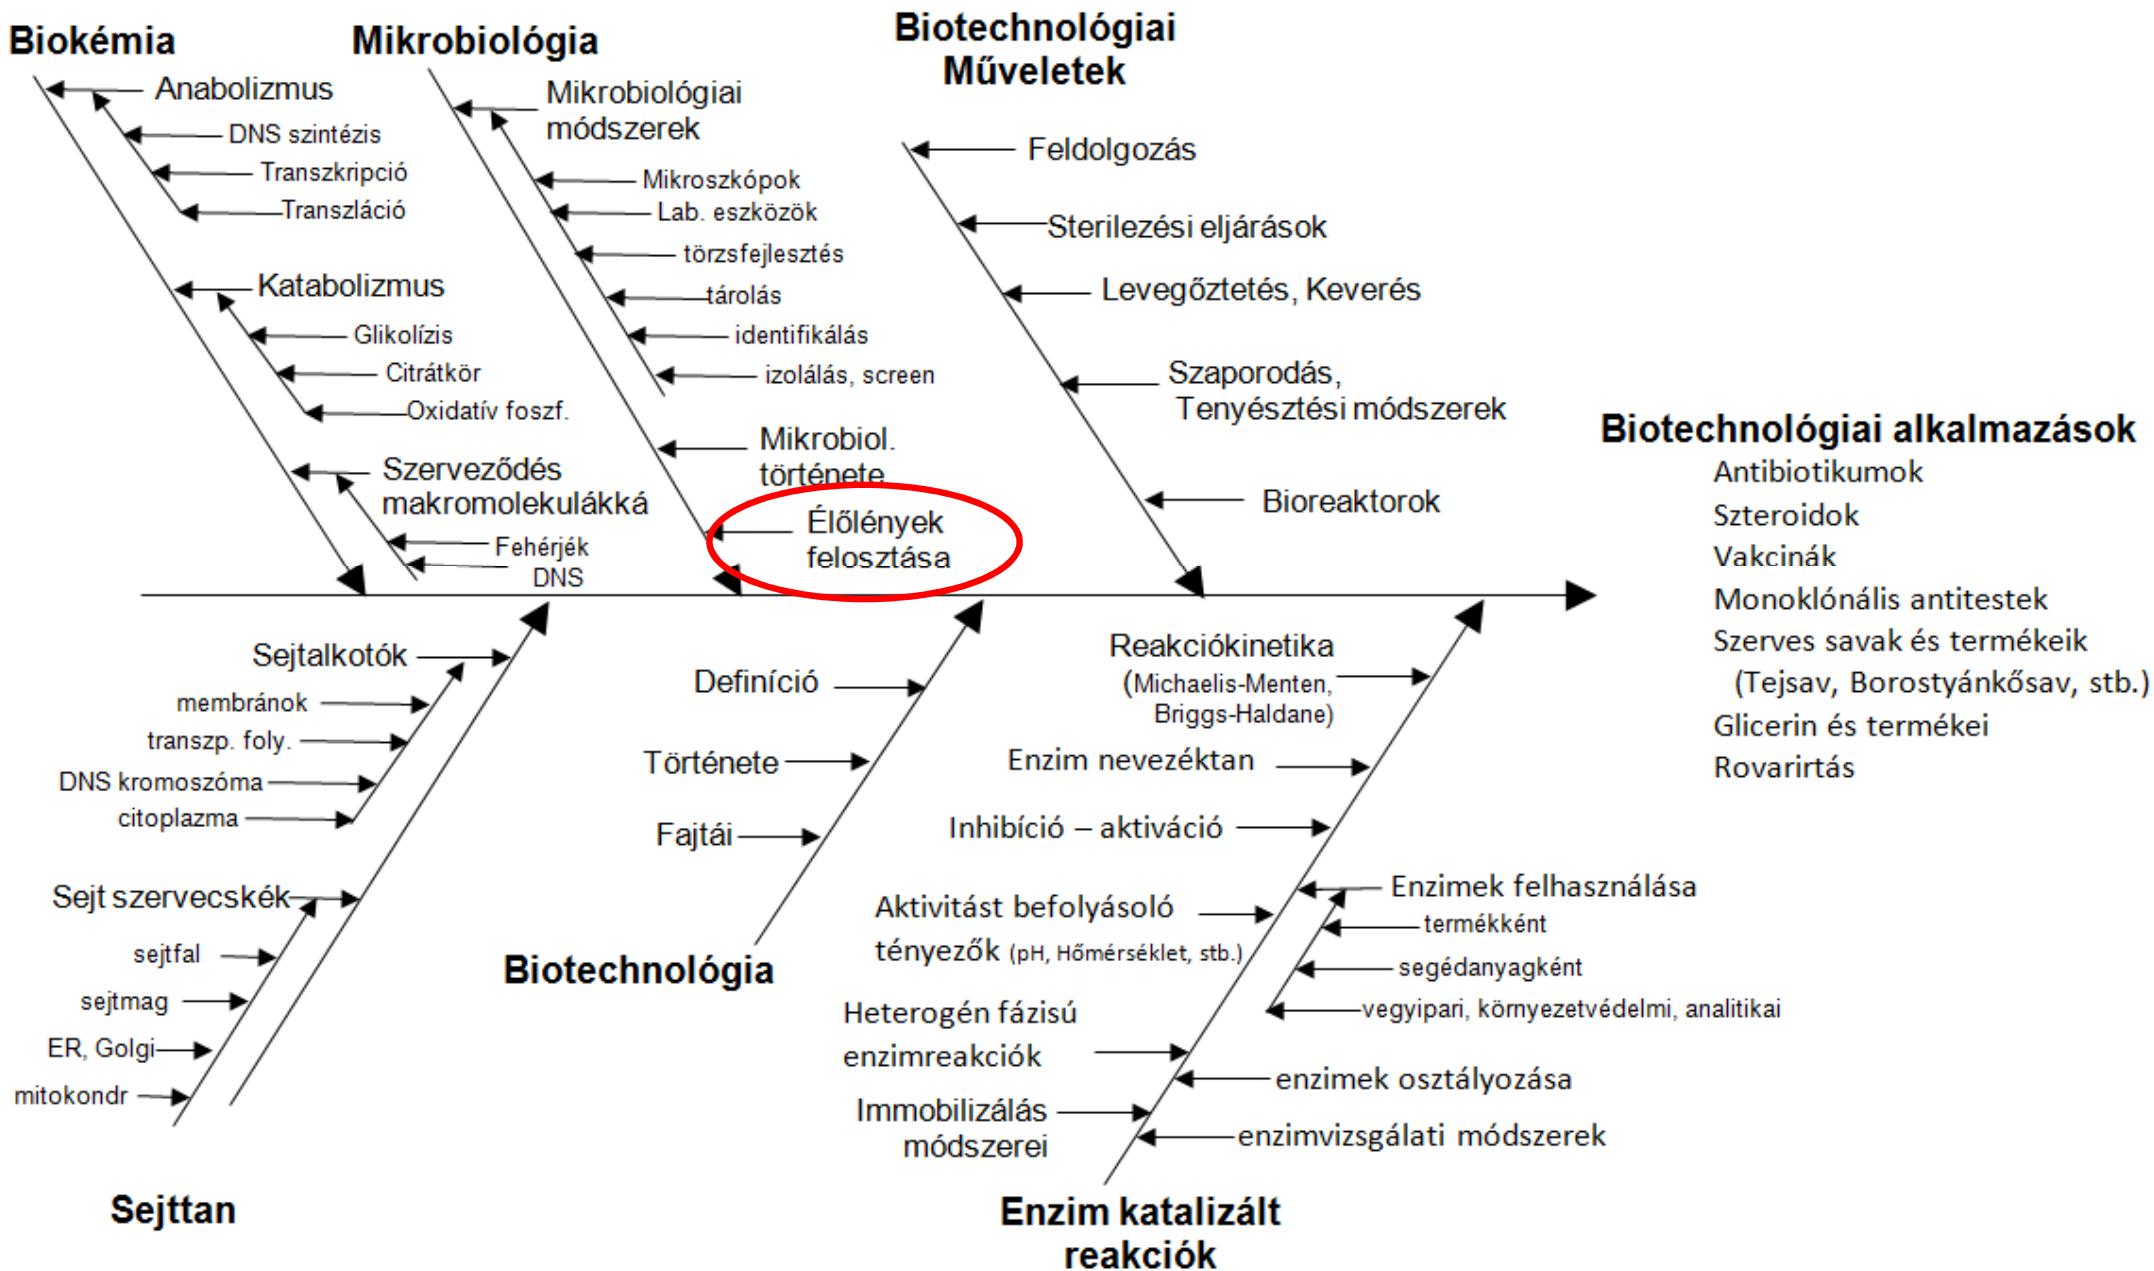 Biokémia
Anabolizmus
DNS szintézis
Transzkripció
Transzláció
Katabolizmus
Glikolízis
Citrátkör
Oxidatív foszf.
Szerveződés
makromolekulákká
Fehérjék
DNS
Mikrobiológia
Mikrobiológiai
módszerek
Mikroszkópok
Lab. eszközök
törzsfejlesztés
tárolás
identifikálás
izolálás, screen
Mikrobiol.
története
Élőlények
felosztása
Biotechnológiai
Műveletek
Feldolgozás
Sterilezési eljárások
Levegőztetés, Keverés
Szaporodás,
Tenyésztési módszerek
Bioreaktorok
Biotechnológiai alkalmazások
Antibiotikumok
Szteroidok
Vakcinák
Monoklónális antitestek
Szerves savak és termékeik
(Tejsav, Borostyánkősav, stb.)
Glicerin és termékei
Rovarirtás
Sejtalkotók
membránok
transzp. foly.
DNS kromoszóma
citoplazma
Sejt szervecskék
sejtfal
sejtmag
ER, Golgi
mitokondr
Sejttan
Definíció
Története
Fajtái
Biotechnológia
Reakciókinetika
(Michaelis-Menten,
Briggs-Haldane)
Enzim nevezéktan
Inhibíció – aktiváció
Aktivitást befolyásoló
tényezők (pH, Hőmérséklet, stb.)
Heterogén fázisú
enzimreakciók
Immobilizálás
módszerei
Enzimek felhasználása
termékként
segédanyagként
vegyipari, környezetvédelmi, analitikai
enzimek osztályozása
enzimvizsgálati módszerek
Enzim katalizált
reakciók